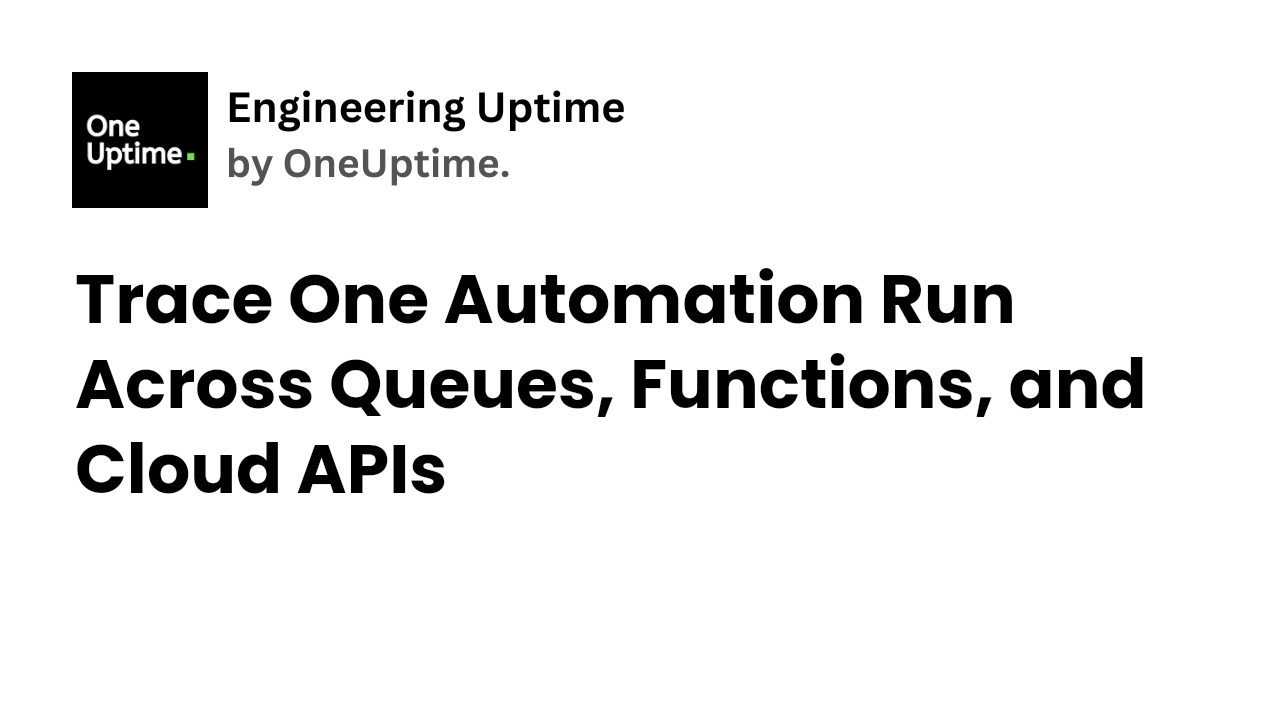 One
Uptime.
Engineering Uptime
by OneUptime.
Trace One Automation Run
Across Queues, Functions, and
Cloud APIs